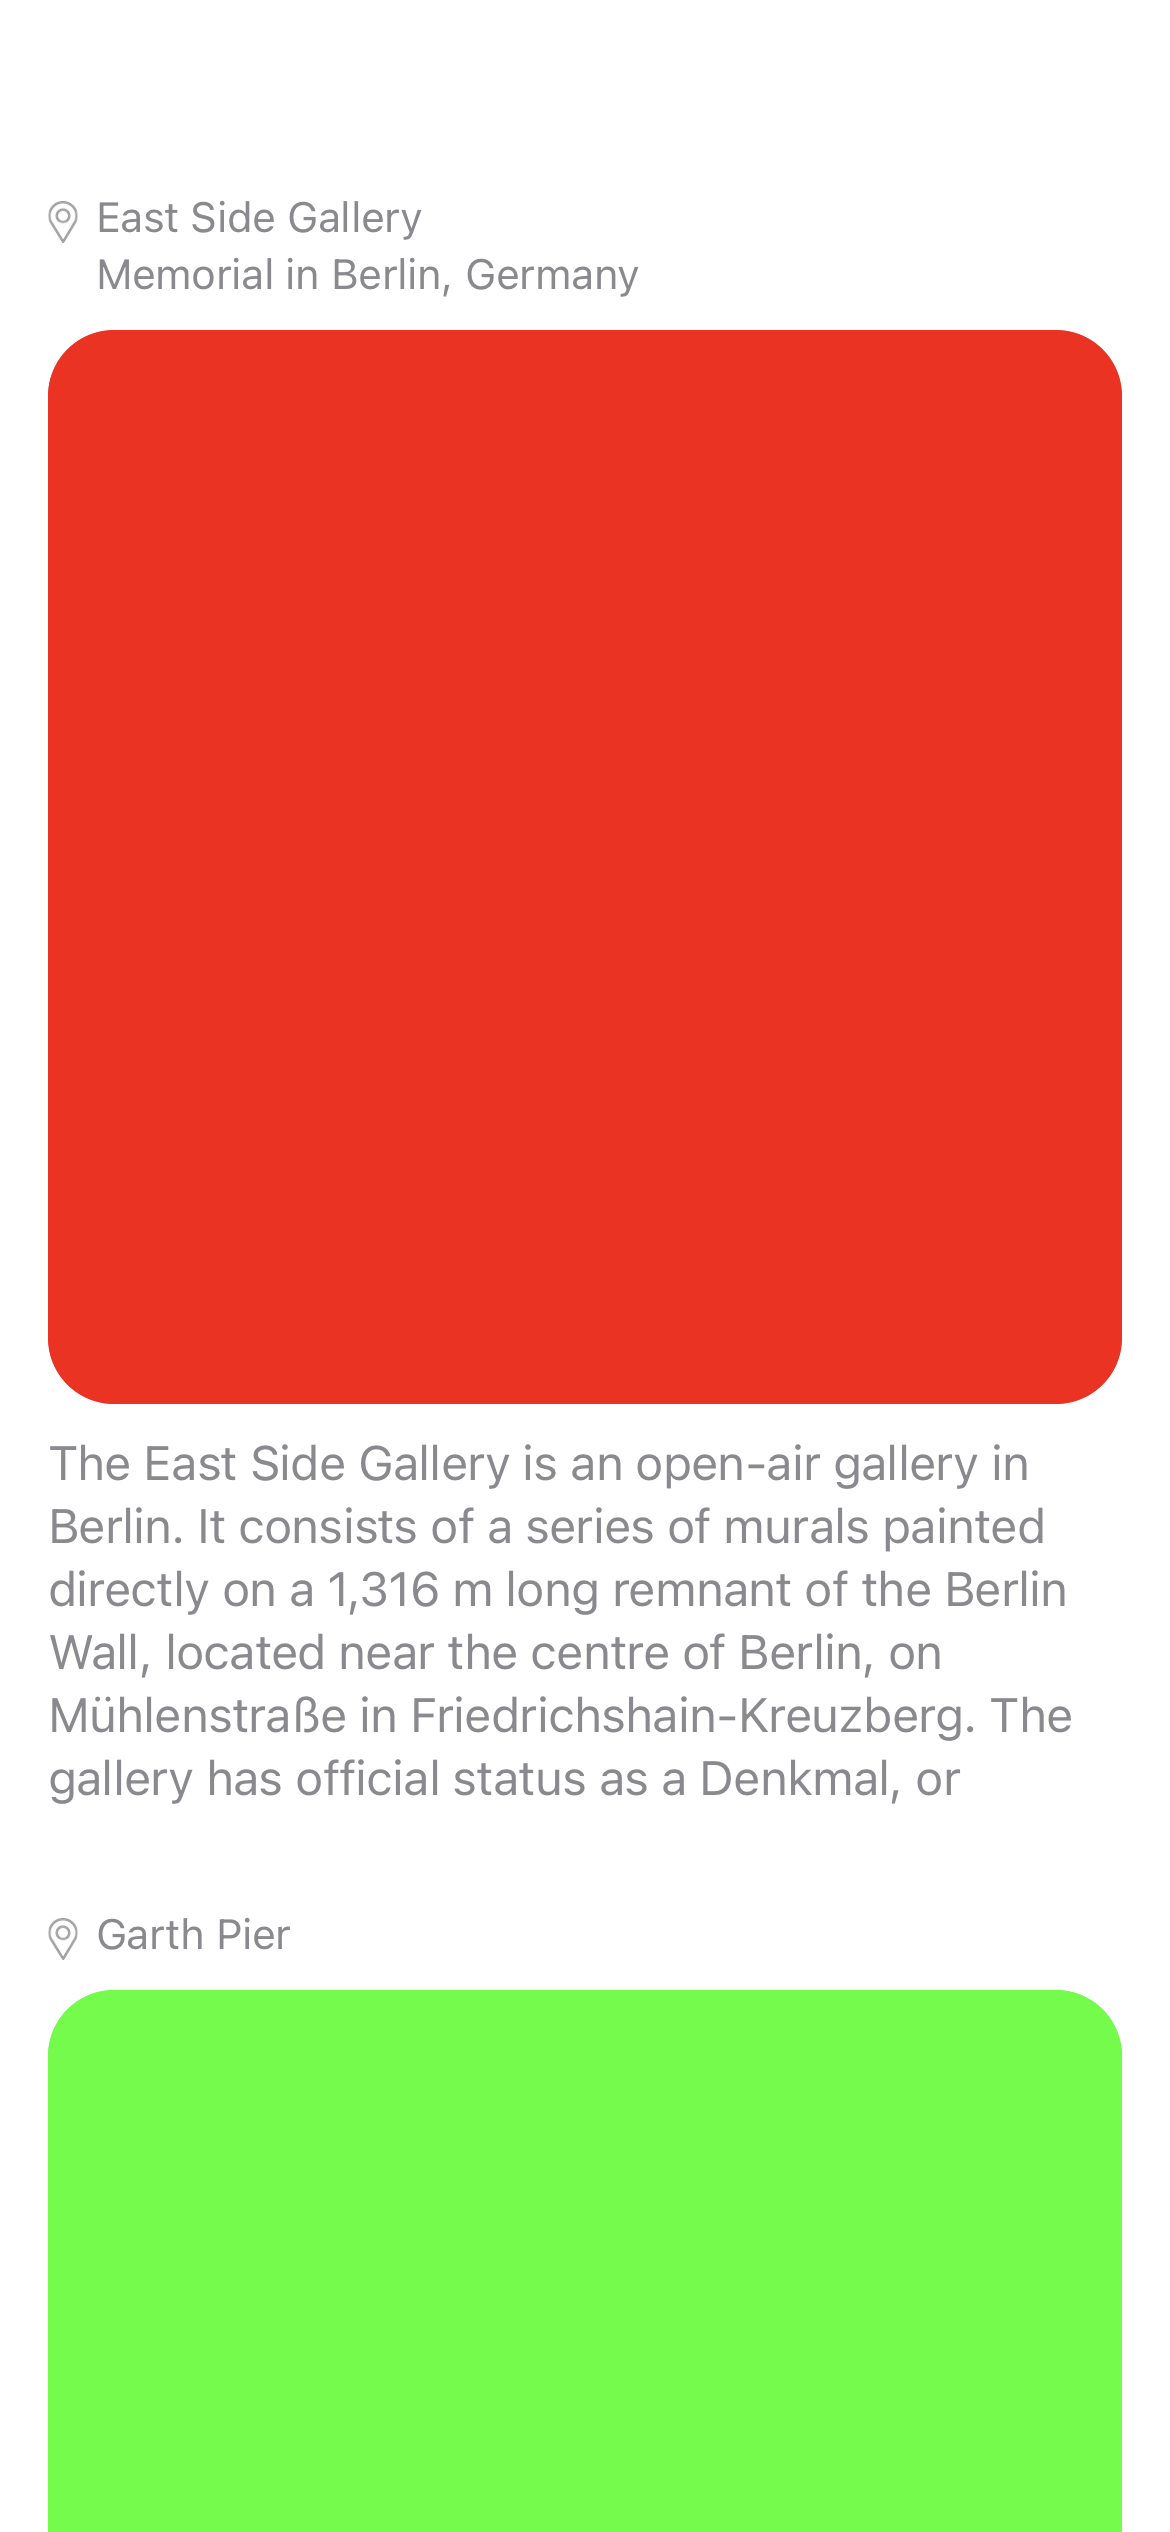 East Side Gallery
Memorial in Berlin, Germany
The East Side Gallery is an open-air gallery in
Berlin. It consists of a series of murals painted
directly on a 1,316 m long remnant of the Berlin
Wall, located near the centre of Berlin, on
Mühlenstraße in Friedrichshain-Kreuzberg. The
gallery has official status as a Denkmal, or
Garth Pier